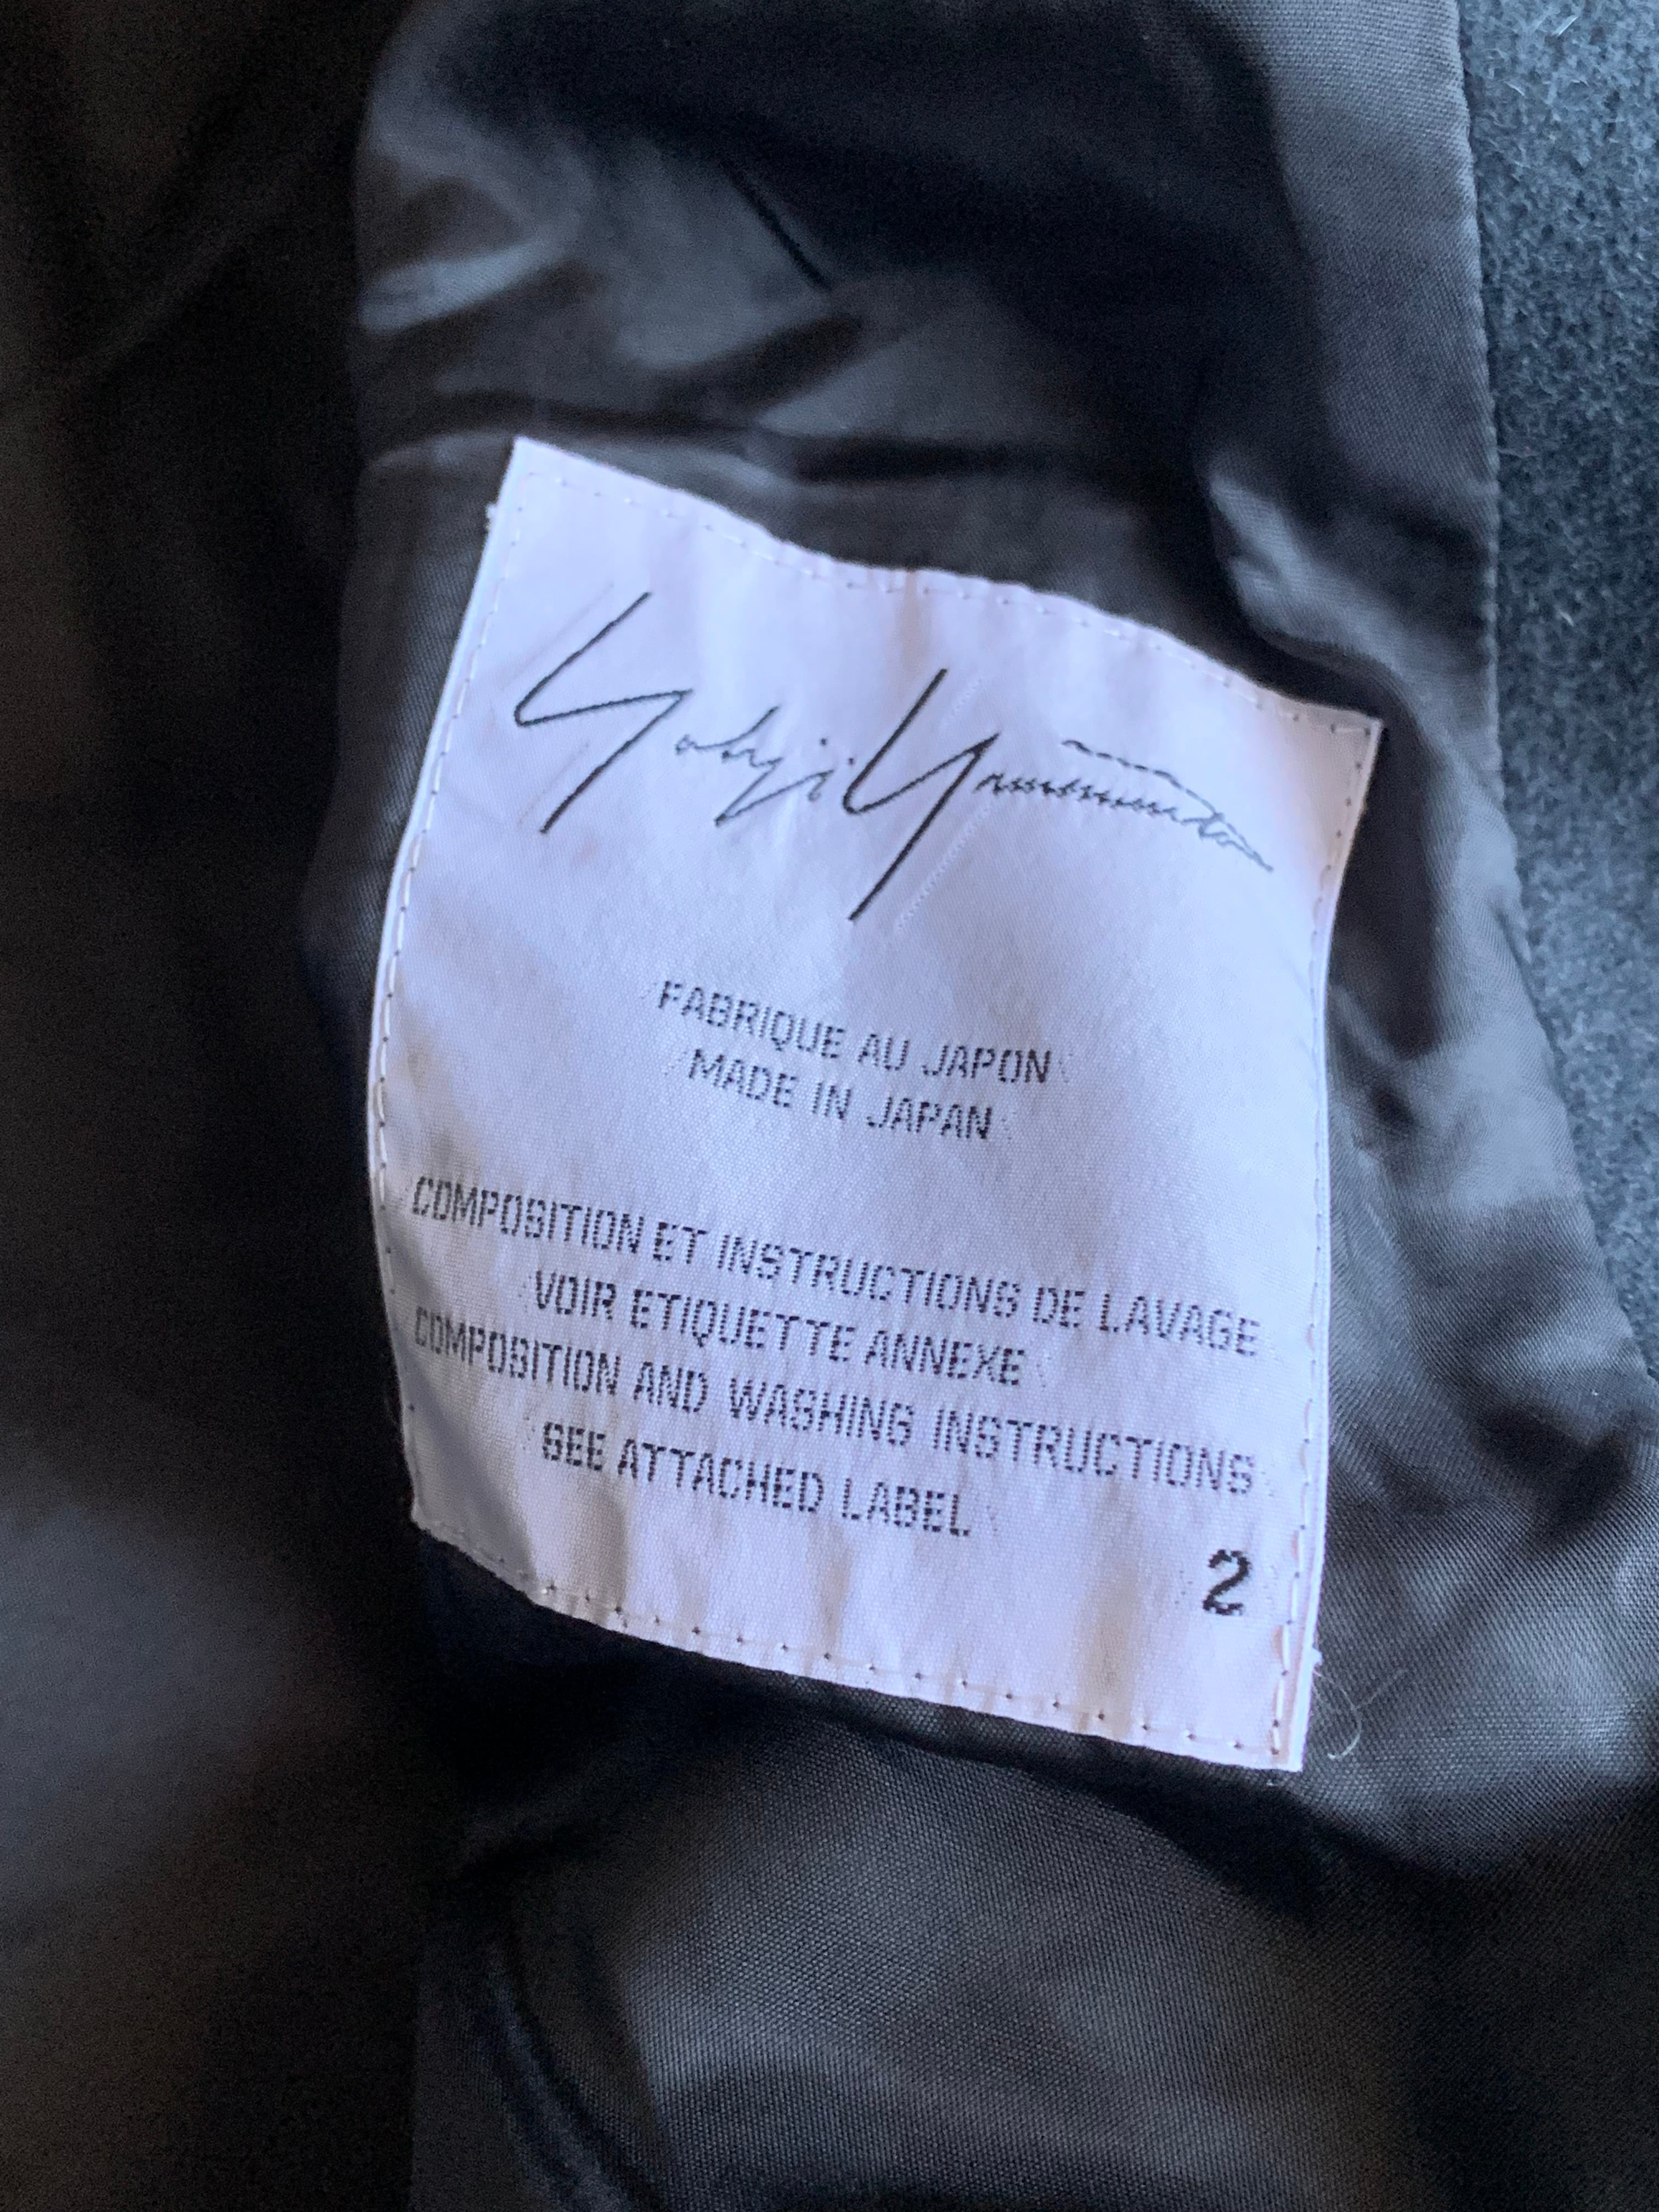 Yohji Yamamoto
FABRIQUE AU JAPON
MADE IN JAPAN
COMPOSITION ET INSTRUCTIONS DE LAVAGE
VOIR ETIQUETTE ANNEXE
COMPOSITION AND WASHING INSTRUCTIONS
SEE ATTACHED LABEL
2